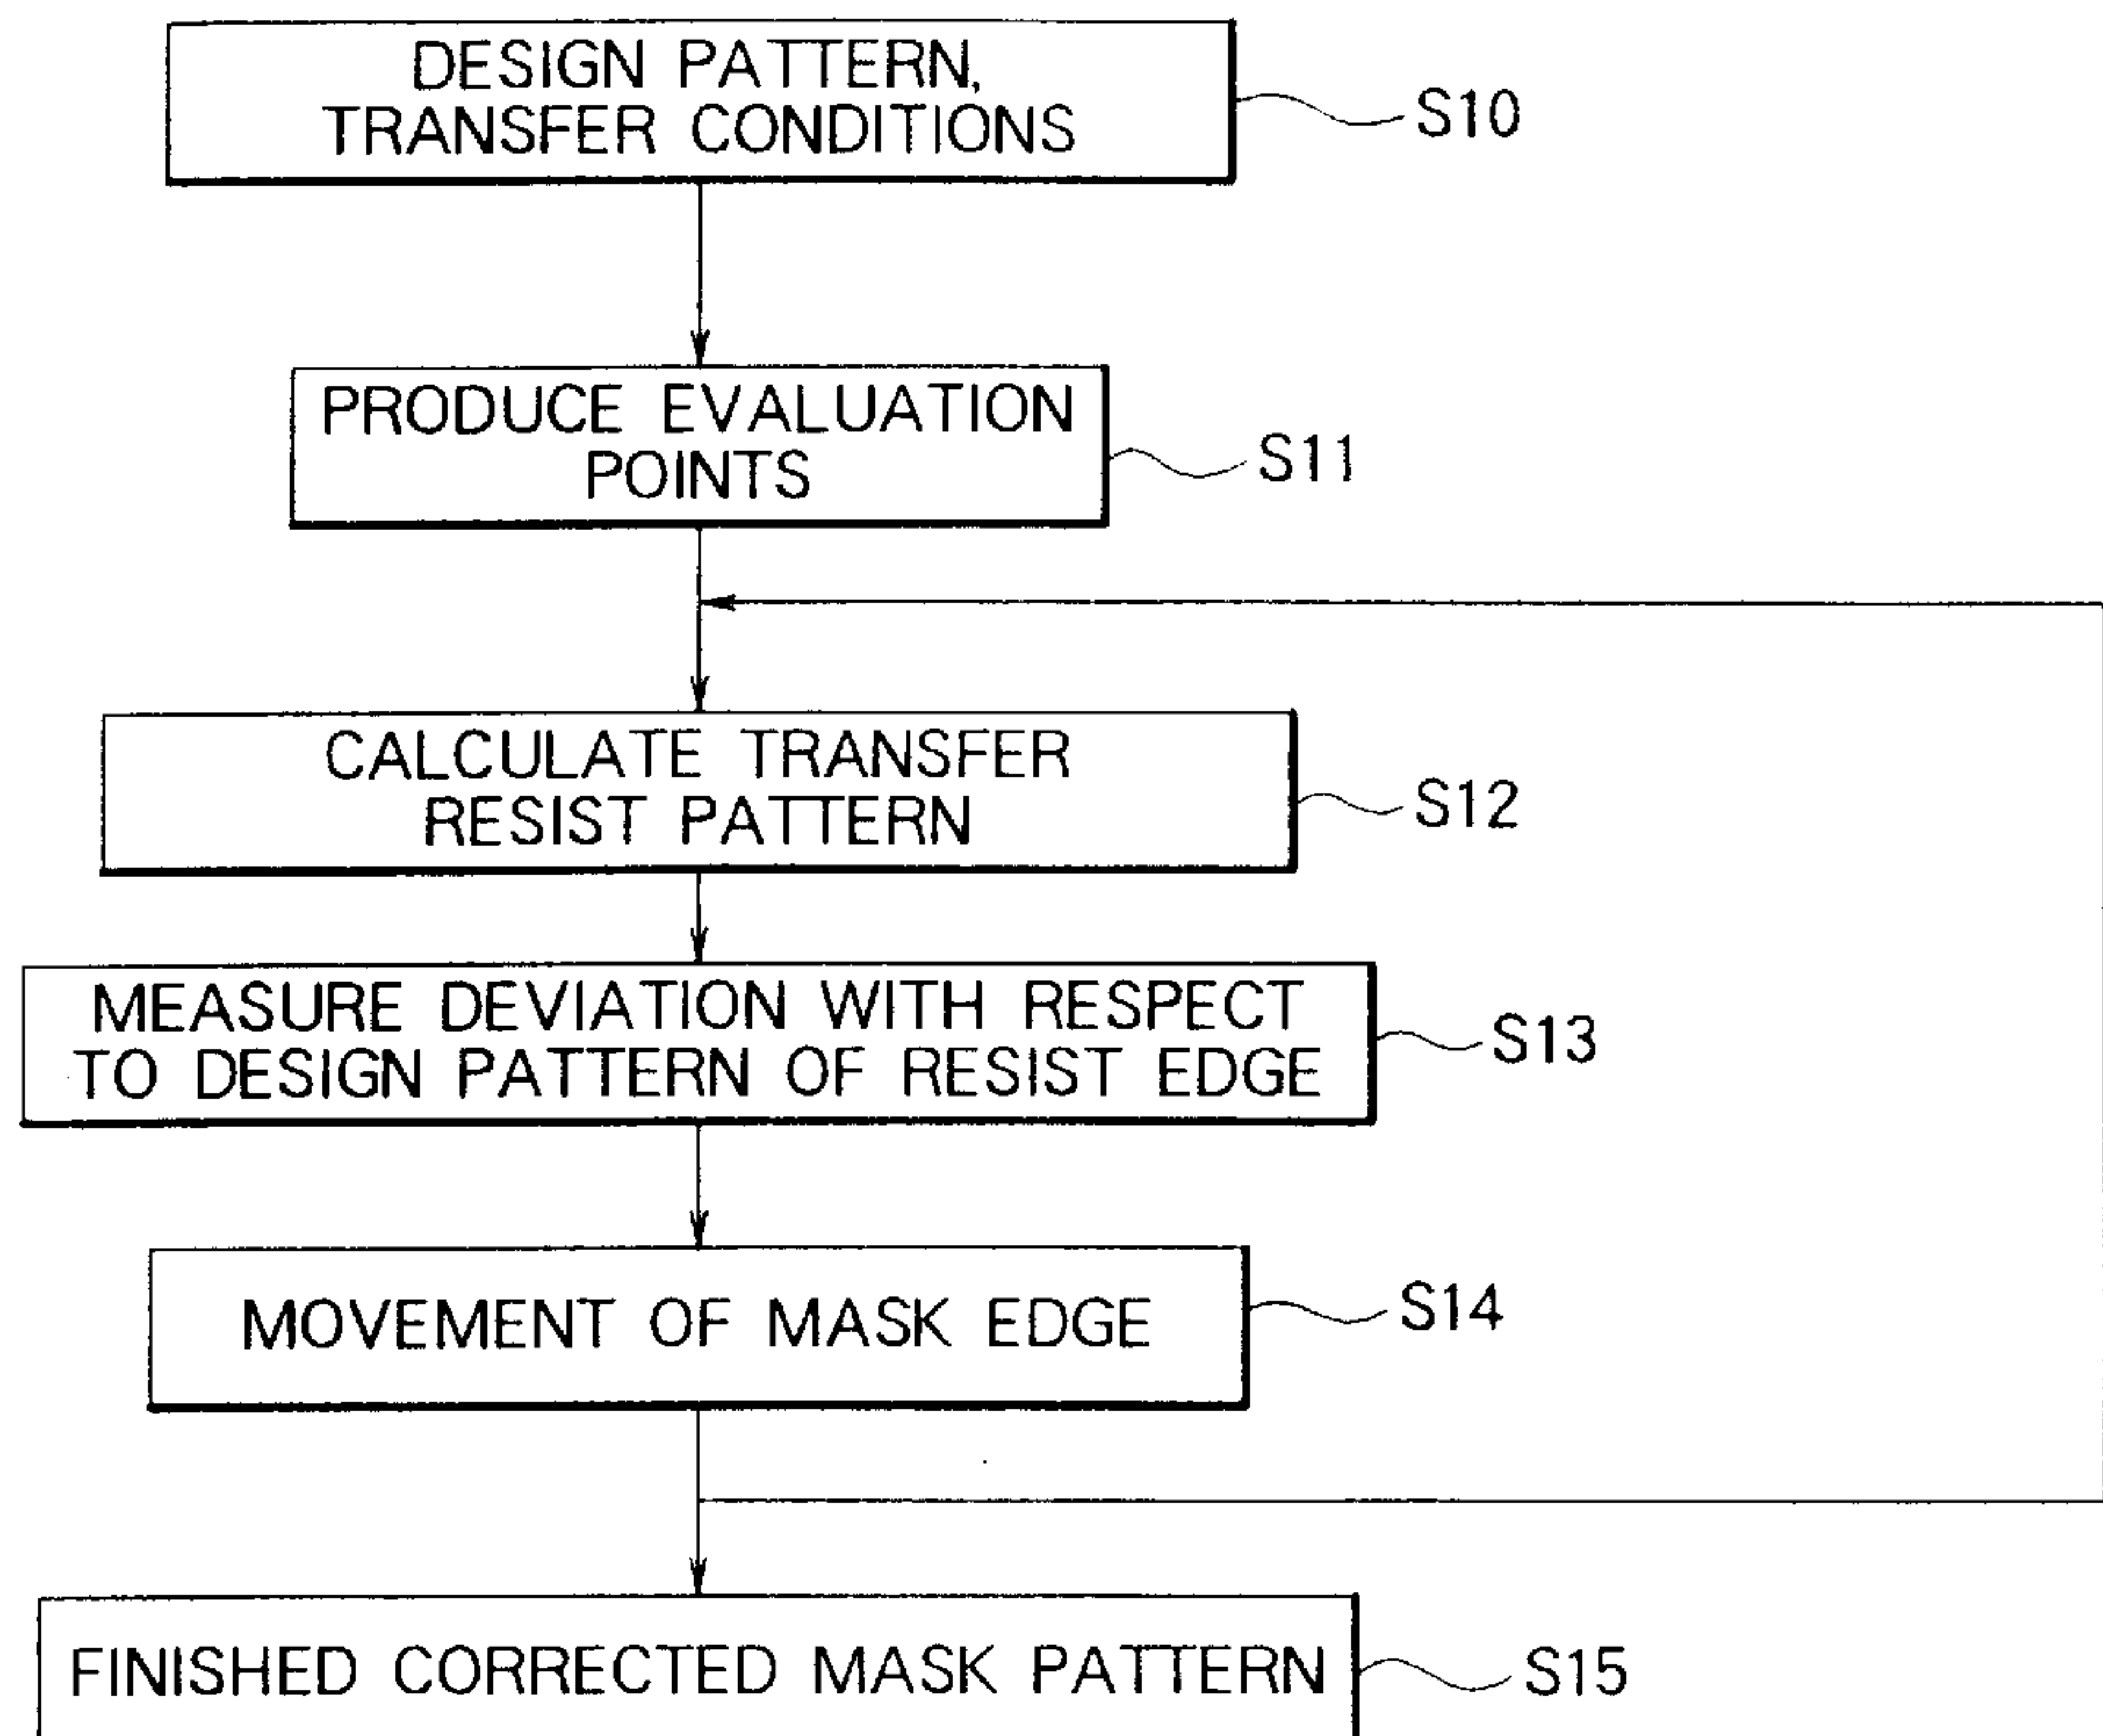 DESIGN PATTERN,
TRANSFER CONDITIONS
S10
PRODUCE EVALUATION
POINTS
S11
CALCULATE TRANSFER
RESIST PATTERN
S12
MEASURE DEVIATION WITH RESPECT
TO DESIGN PATTERN OF RESIST EDGE
S13
MOVEMENT OF MASK EDGE
S14
FINISHED CORRECTED MASK PATTERN
S15